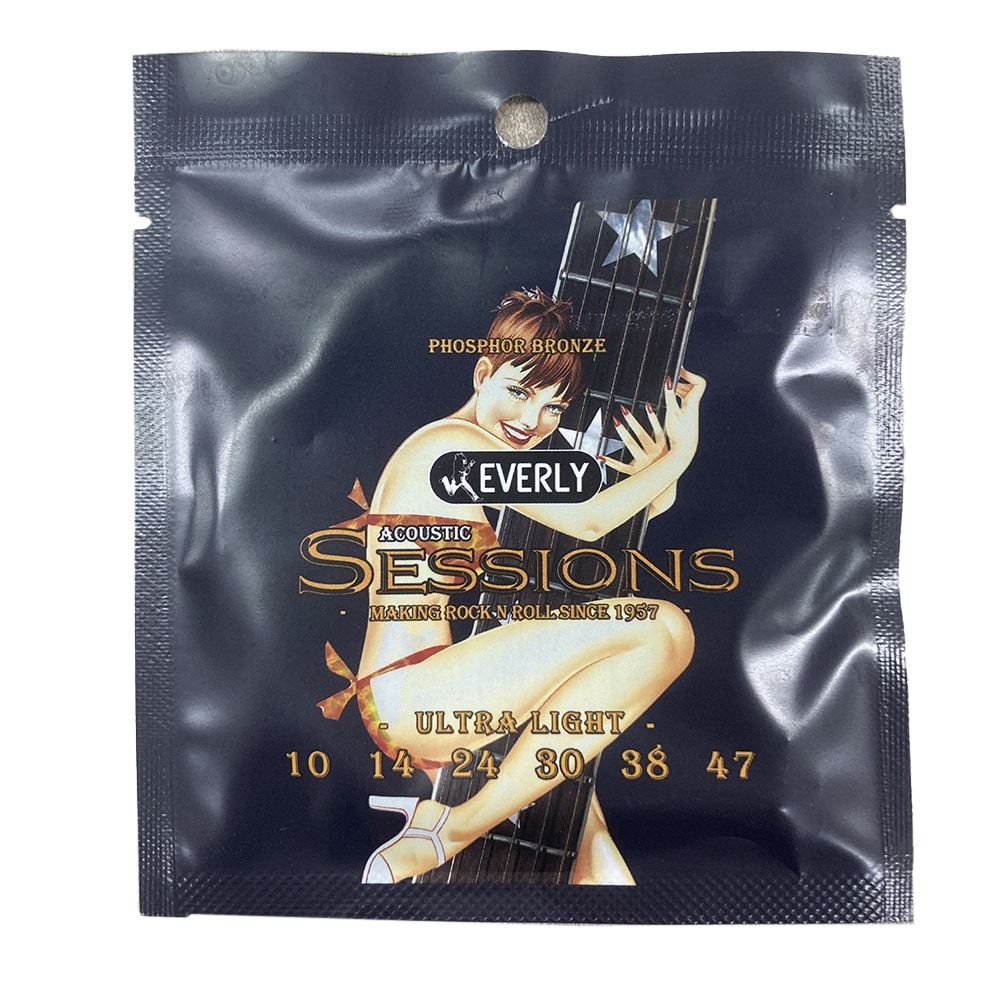 PHOSPHOR BRONZE
EVERLY
ACOUSTIC
SESSIONS
- MAKING ROCK N ROLL SINCE 1957 -
- ULTRA LIGHT -
10 14 24 30 38 47